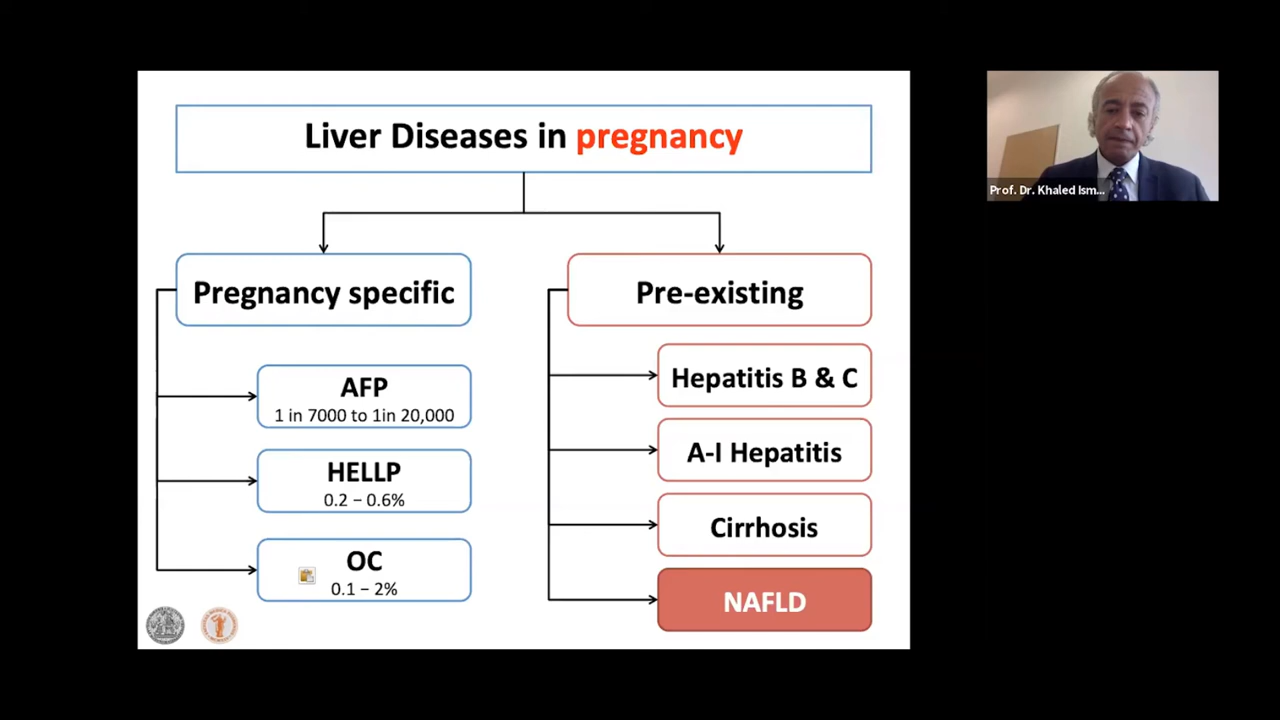 Liver Diseases in pregnancy
Pregnancy specific
AFP
1 in 7000 to 1in 20,000
HELLP
0.2 – 0.6%
OC
0.1 – 2%
Pre-existing
Hepatitis B & C
A-I Hepatitis
Cirrhosis
NAFLD
Prof. Dr. Khaled Ism...